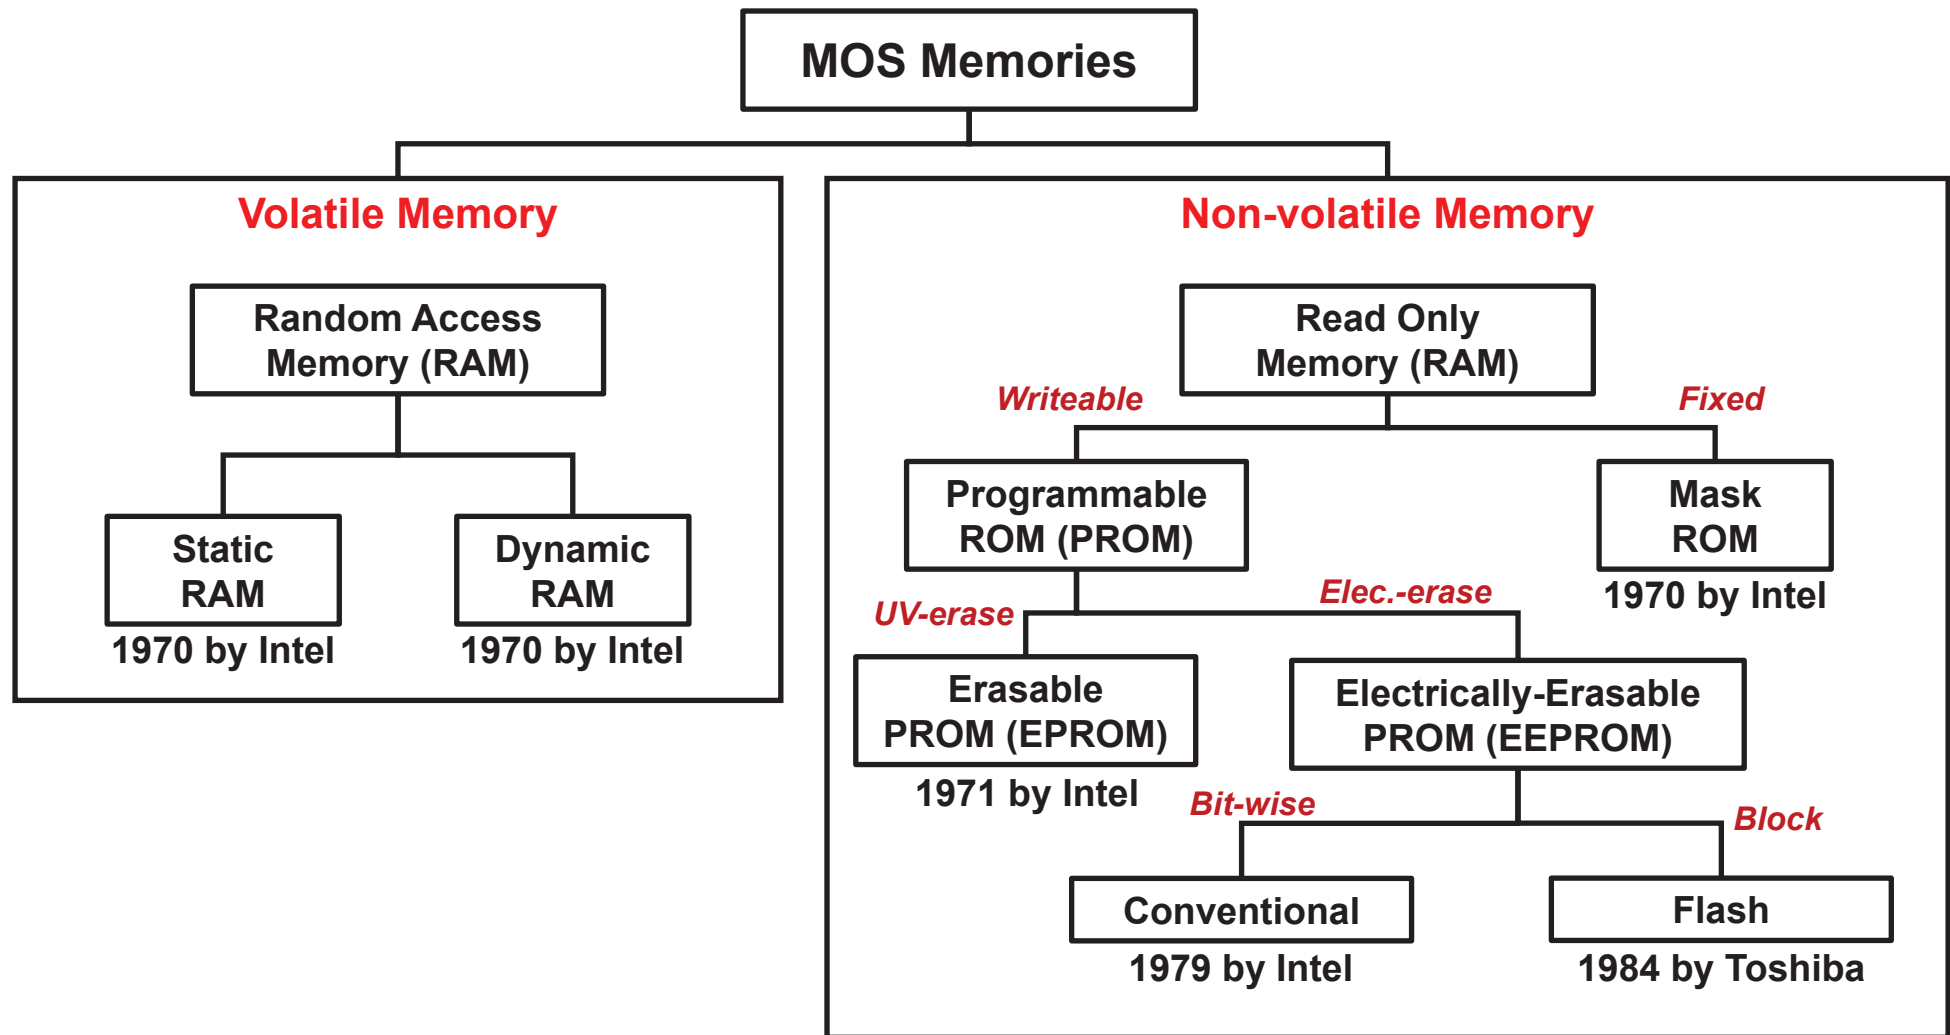 MOS Memories
Volatile Memory
Random Access
Memory (RAM)
Static
RAM
1970 by Intel
Dynamic
RAM
1970 by Intel
Non-volatile Memory
Read Only
Memory (RAM)
Writeable
Fixed
Programmable
ROM (PROM)
Mask
ROM
1970 by Intel
UV-erase
Elec.-erase
Erasable
PROM (EPROM)
1971 by Intel
Electrically-Erasable
PROM (EEPROM)
Bit-wise
Block
Conventional
1979 by Intel
Flash
1984 by Toshiba